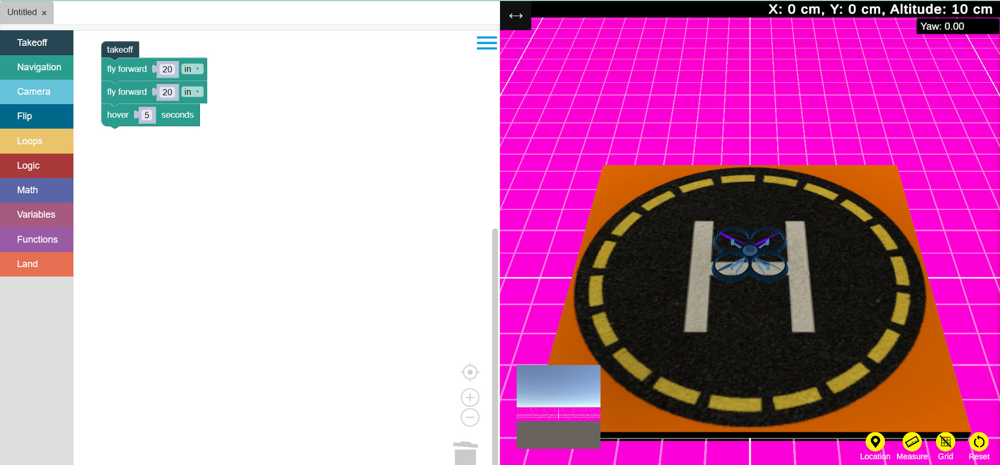 Untitled ×
X: 0 cm, Y: 0 cm, Altitude: 10 cm
Yaw: 0.00
Takeoff
Navigation
Camera
Flip
Loops
Logic
Math
Variables
Functions
Land
takeoff
fly forward 20 in
fly forward 20 in
hover 5 seconds
H
Location Measure Grid Reset